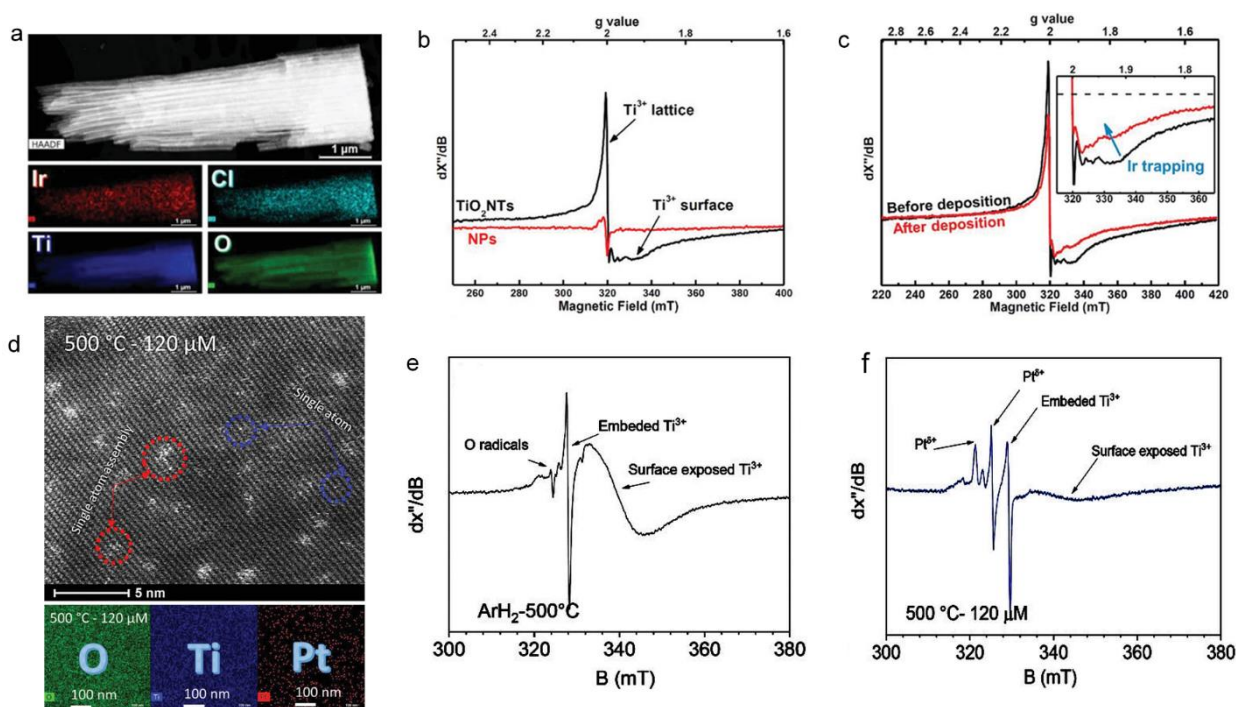 a
HAADF
1 µm
Ir
1 µm
Cl
1 µm
Ti
1 µm
O
1 µm
b
g value
2.4 2.2 2 1.8 1.6
dX''/dB
Ti3+ lattice
TiO2NTs
NPs
Ti3+ surface
260 280 300 320 340 360 380 400
Magnetic Field (mT)
c
g value
2.8 2.6 2.4 2.2 2 1.8 1.6
dX''/dB
2 1.9 1.8
Ir trapping
320 330 340 350 360
Before deposition
After deposition
220 240 260 280 300 320 340 360 380 400 420
Magnetic Field (mT)
d
500 °C - 120 µM
Single atom assembly
Single atom
5 nm
500 °C - 120 µM
O
100 nm
Ti
100 nm
Pt
100 nm
e
dx''/dB
O radicals
Embeded Ti3+
Surface exposed Ti3+
ArH2-500°C
300 320 340 360 380
B (mT)
f
dx''/dB
Ptδ+
Ptδ+
Embeded Ti3+
Surface exposed Ti3+
500 °C- 120 µM
300 320 340 360 380
B (mT)